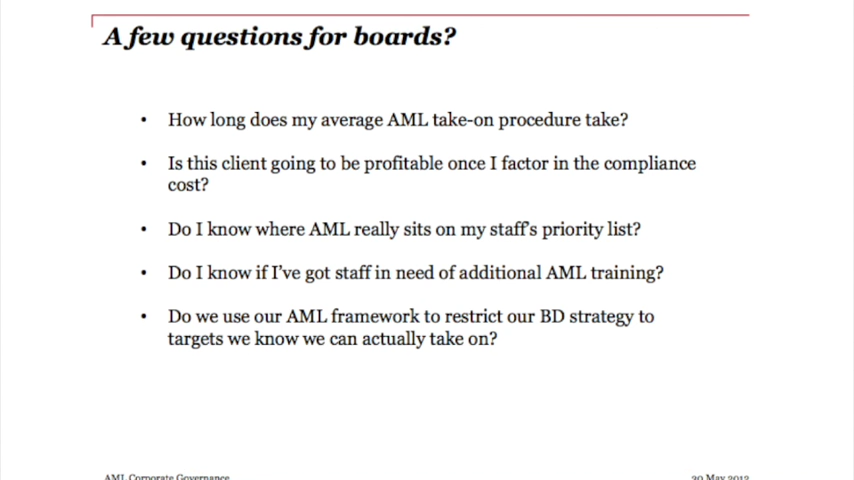 A few questions for boards?
• How long does my average AML take-on procedure take?
• Is this client going to be profitable once I factor in the compliance
cost?
• Do I know where AML really sits on my staff's priority list?
• Do I know if I've got staff in need of additional AML training?
• Do we use our AML framework to restrict our BD strategy to
targets we know we can actually take on?
AML Corporate Governance
May 2012